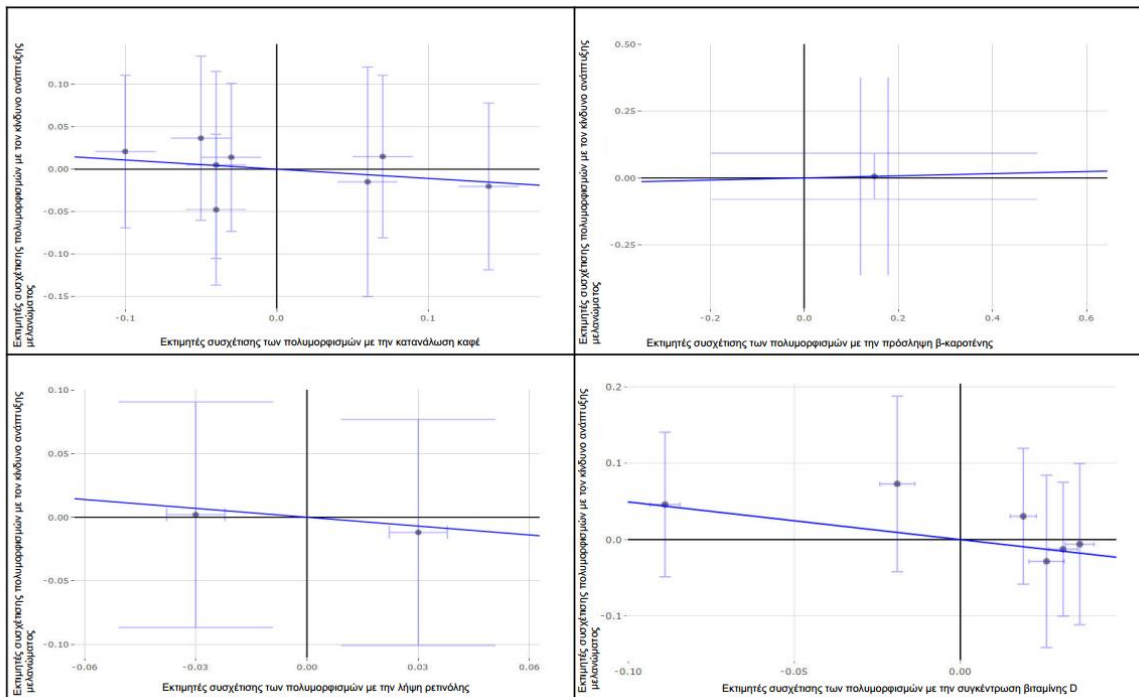 Εκτιμητές συσχέτισης πολυμορφισμών με τον κίνδυνο ανάπτυξης
μελανώματος
0.10
0.05
0.00
-0.05
-0.10
-0.15
-0.1
0.0
0.1
Εκτιμητές συσχέτισης των πολυμορφισμών με την κατανάλωση καφέ
Εκτιμητές συσχέτισης πολυμορφισμών με τον κίνδυνο ανάπτυξης
μελανώματος
0.50
0.25
0.00
-0.25
-0.2
0.0
0.2
0.4
0.6
Εκτιμητές συσχέτισης των πολυμορφισμών με την πρόσληψη β-καροτένης
Εκτιμητές συσχέτισης πολυμορφισμών με τον κίνδυνο ανάπτυξης
μελανώματος
0.10
0.05
0.00
-0.05
-0.10
-0.06
-0.03
0.00
0.03
0.06
Εκτιμητές συσχέτισης των πολυμορφισμών με την λήψη ρετινόλης
Εκτιμητές συσχέτισης πολυμορφισμών με τον κίνδυνο ανάπτυξης
μελανώματος
0.2
0.1
0.0
-0.1
-0.10
-0.05
0.00
Εκτιμητές συσχέτισης των πολυμορφισμών με την συγκέντρωση βιταμίνης D